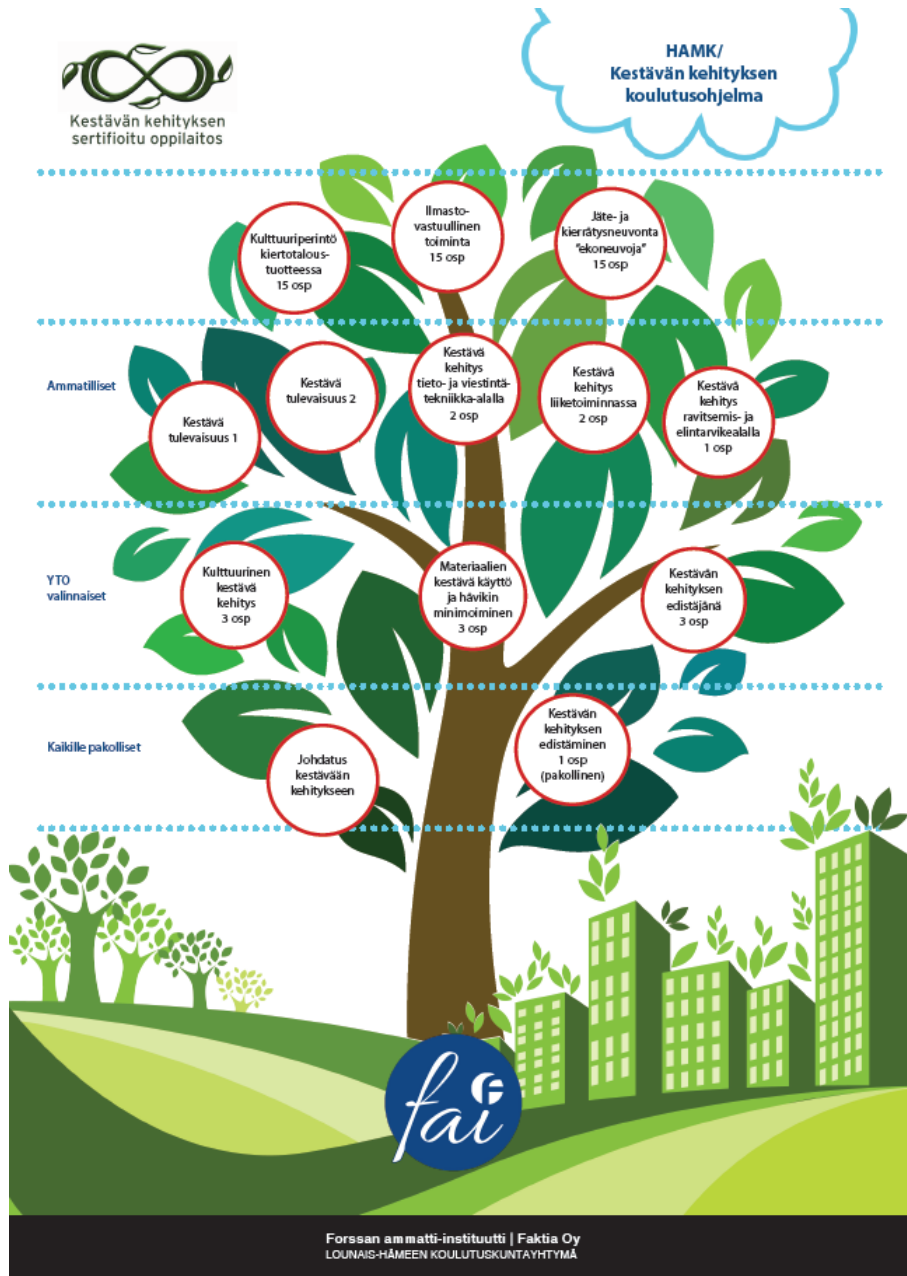 HAMK/
Kestävän kehityksen
koulutusohjelma
Kestävän kehityksen
sertifioitu oppilaitos
Kulttuuriperintö
kiertotalous-
tuotteessa
15 osp
Ilmasto-
vastuullinen
toiminta
15 osp
Jäte- ja
kierrätysneuvonta
"ekoneuvoja"
15 osp
Ammatilliset
Kestävä
tulevaisuus 1
Kestävä
tulevaisuus 2
Kestävä
kehitys
tieto- ja viestintä-
tekniikka-alalla
2 osp
Kestävä
kehitys
liiketoiminnassa
2 osp
Kestävä
kehitys
ravitsemis- ja
elintarvikealalla
1 osp
YTO
valinnaiset
Kulttuurinen
kestävä
kehitys
3 osp
Materiaalien
kestävä käyttö
ja hävikin
minimoiminen
3 osp
Kestävän
kehityksen
edistäjänä
3 osp
Kaikille pakolliset
Johdatus
kestävään
kehitykseen
Kestävän
kehityksen
edistäminen
1 osp
(pakollinen)
fai
Forssan ammatti-instituutti | Faktia Oy
LOUNAIS-HÄMEEN KOULUTUSKUNTAYHTYMÄ